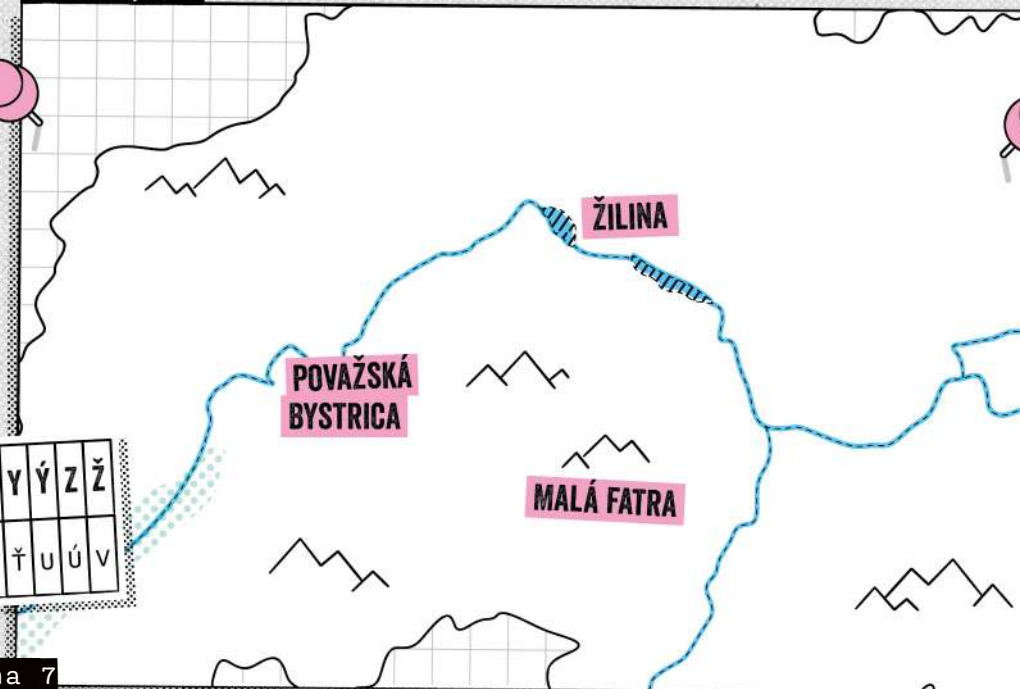 ŽILINA
POVAŽSKÁ
BYSTRICA
MALÁ FATRA
Y Ý Z Ž
Ť U Ú V
7